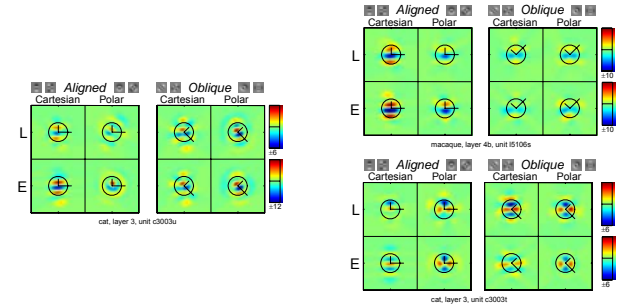 Aligned Oblique
Cartesian Polar Cartesian Polar
L
±6
E
±12
cat, layer 3, unit c3003u
Aligned Oblique
Cartesian Polar Cartesian Polar
L
±10
E
±10
macaque, layer 4b, unit l5106s
Aligned Oblique
Cartesian Polar Cartesian Polar
L
±6
E
±6
cat, layer 3, unit c3003t